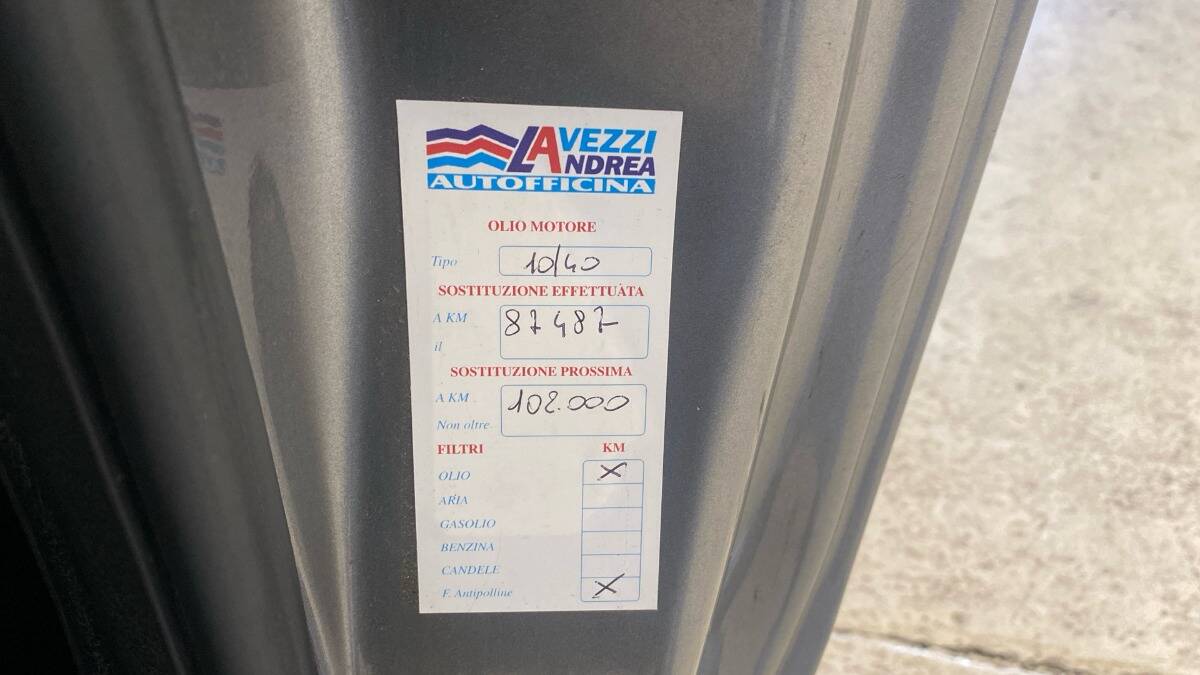 LAVEZZI
ANDREA
AUTOFFICINA
OLIO MOTORE
Tipo 10/40
SOSTITUZIONE EFFETTUATA
A KM 87487
il
SOSTITUZIONE PROSSIMA
A KM 102.000
Non oltre
FILTRI KM
OLIO X
ARIA
GASOLIO
BENZINA
CANDELE
F. Antipolline X